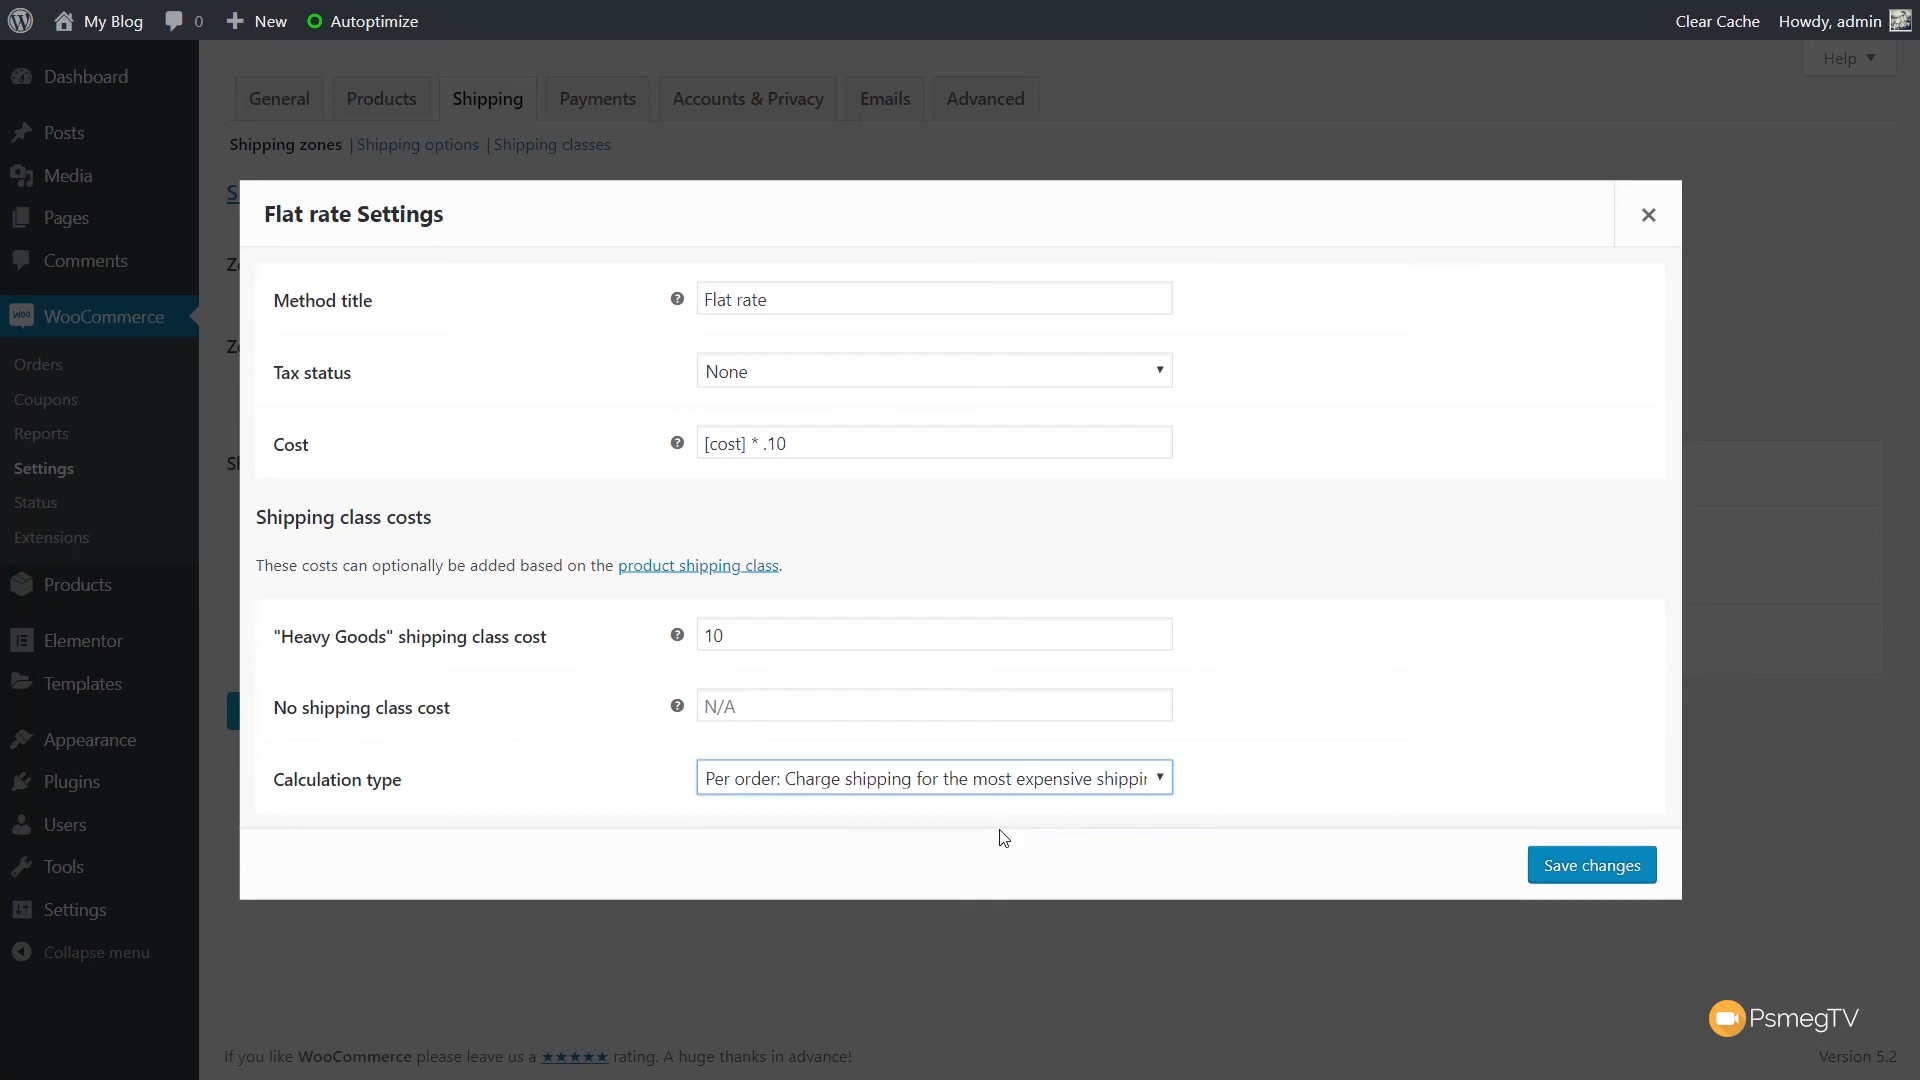 My Blog 0 New Autoptimize Clear Cache Howdy, admin
Dashboard
Posts
Media
Pages
Comments
WooCommerce
Orders
Coupons
Reports
Settings
Status
Extensions
Products
Elementor
Templates
Appearance
Plugins
Users
Tools
Settings
Collapse menu
Help
General Products Shipping Payments Accounts & Privacy Emails Advanced
Shipping zones | Shipping options | Shipping classes
Flat rate Settings
Method title Flat rate
Tax status None
Cost [cost] * .10
Shipping class costs
These costs can optionally be added based on the product shipping class.
"Heavy Goods" shipping class cost 10
No shipping class cost N/A
Calculation type Per order: Charge shipping for the most expensive
Save changes
PsmegTV
If you like WooCommerce please leave us a ★★★★★ rating. A huge thanks in advance!
Version 5.2